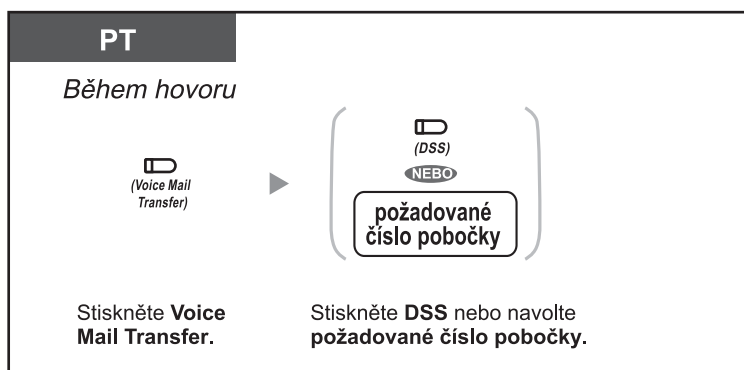 PT
Během hovoru
(Voice Mail
Transfer)
(DSS)
NEBO
požadované
číslo pobočky
Stiskněte Voice
Mail Transfer.
Stiskněte DSS nebo navolte
požadované číslo pobočky.